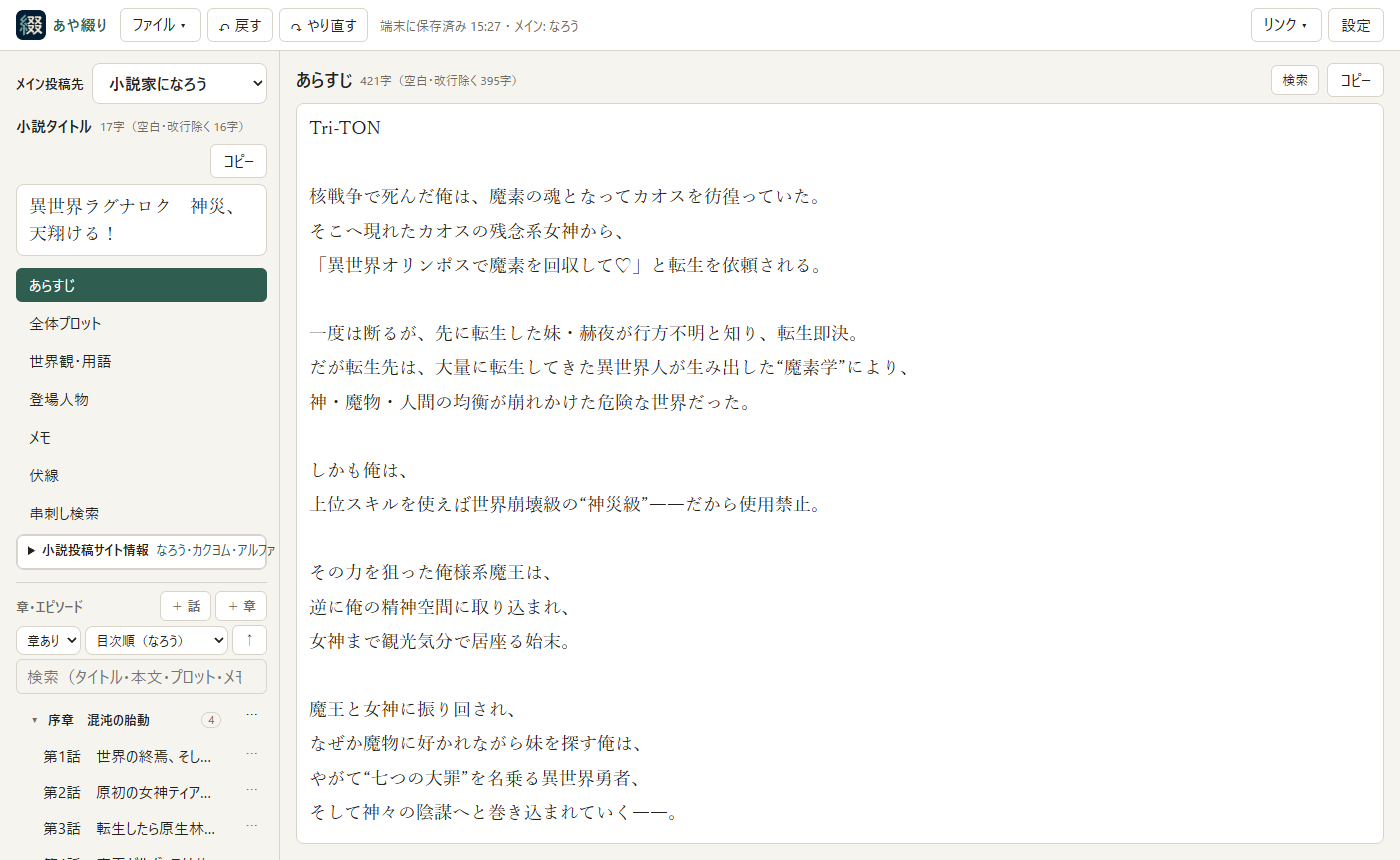 綴 あや綴り ファイル ▾ ↶ 戻す ↷ やり直す 端末に保存済み 15:27・メイン: なろう リンク ▾ 設定
メイン投稿先 小説家になろう
小説タイトル 17字（空白・改行除く 16字）
コピー
異世界ラグナロク　神災、
天翔ける！
あらすじ
全体プロット
世界観・用語
登場人物
メモ
伏線
串刺し検索
▶ 小説投稿サイト情報 なろう・カクヨム・アルファ
章・エピソード ＋ 話 ＋ 章
章あり 目次順（なろう） ↑
検索（タイトル・本文・プロット・メモ
▾ 序章　混沌の胎動 4 …
第1話　世界の終焉、そし... …
第2話　原初の女神ティア... …
第3話　転生したら原生林... …
あらすじ 421字（空白・改行除く 395字） 検索 コピー
Tri-TON
核戦争で死んだ俺は、魔素の魂となってカオスを彷徨っていた。
そこへ現れたカオスの残念系女神から、
「異世界オリンポスで魔素を回収して♡」と転生を依頼される。
一度は断るが、先に転生した妹・赫夜が行方不明と知り、転生即決。
だが転生先は、大量に転生してきた異世界人が生み出した“魔素学”により、
神・魔物・人間の均衡が崩れかけた危険な世界だった。
しかも俺は、
上位スキルを使えば世界崩壊級の“神災級”——だから使用禁止。
その力を狙った俺様系魔王は、
逆に俺の精神空間に取り込まれ、
女神まで観光気分で居座る始末。
魔王と女神に振り回され、
なぜか魔物に好かれながら妹を探す俺は、
やがて“七つの大罪”を名乗る異世界勇者、
そして神々の陰謀へと巻き込まれていく——。